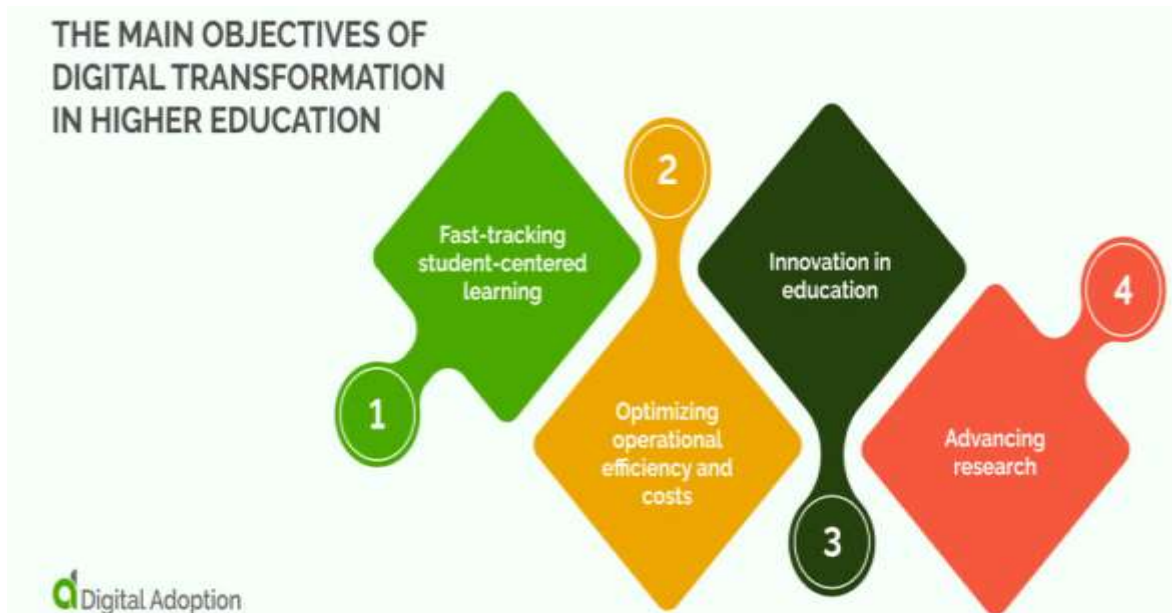 THE MAIN OBJECTIVES OF
DIGITAL TRANSFORMATION
IN HIGHER EDUCATION
1
Fast-tracking
student-centered
learning
2
Optimizing
operational
efficiency and
costs
3
Innovation in
education
4
Advancing
research
Digital Adoption